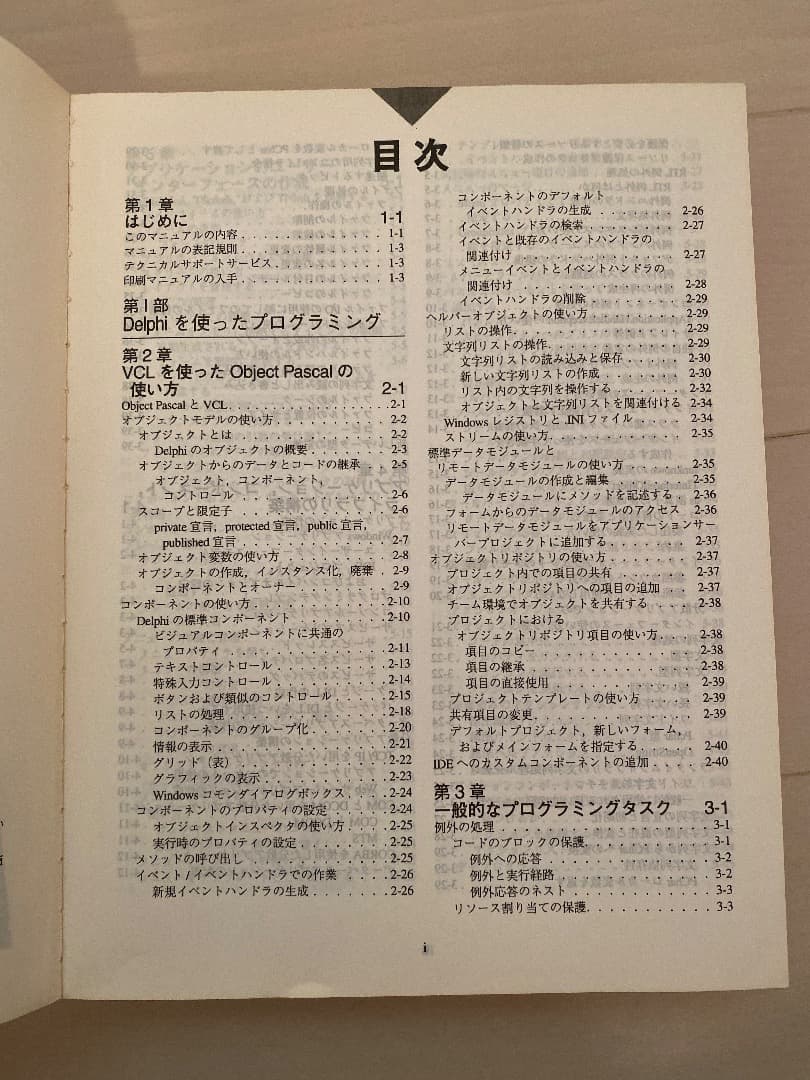 目次
第1章
はじめに 1-1
このマニュアルの内容 . . . . . . . . . . . . . 1-1
マニュアルの表記規則 . . . . . . . . . . . . . 1-3
テクニカルサポートサービス . . . . . . . . . . 1-3
印刷マニュアルの入手 . . . . . . . . . . . . . 1-3
第I部
Delphi を使ったプログラミング
第2章
VCL を使った Object Pascal の
使い方 2-1
Object Pascal と VCL . . . . . . . . . . . . . . 2-1
オブジェクトモデルの使い方 . . . . . . . . . . 2-2
オブジェクトとは . . . . . . . . . . . . . 2-2
Delphi のオブジェクトの概要 . . . . . . . 2-3
オブジェクトからのデータとコードの継承 . . 2-5
オブジェクト, コンポーネント,
コントロール . . . . . . . . . . . . 2-6
スコープと限定子 . . . . . . . . . . . . . 2-6
private 宣言, protected 宣言, public 宣言,
published 宣言 . . . . . . . . . . . . 2-7
オブジェクト変数の使い方 . . . . . . . . . 2-8
オブジェクトの作成, インスタンス化, 廃棄 . 2-9
コンポーネントとオーナー . . . . . . . . 2-9
コンポーネントの使い方 . . . . . . . . . . . . 2-10
Delphi の標準コンポーネント . . . . . . . . 2-10
ビジュアルコンポーネントに共通の
プロパティ . . . . . . . . . . . . . 2-11
テキストコントロール . . . . . . . . . . 2-13
特殊入力コントロール . . . . . . . . . . 2-14
ボタンおよび類似のコントロール . . . . . 2-15
リストの処理 . . . . . . . . . . . . . . 2-18
コンポーネントのグループ化 . . . . . . . 2-20
情報の表示 . . . . . . . . . . . . . . . 2-21
グリッド（表） . . . . . . . . . . . . . 2-22
グラフィックの表示 . . . . . . . . . . . 2-23
Windows コモンダイアログボックス . . . . 2-24
コンポーネントのプロパティの設定 . . . . . 2-24
オブジェクトインスペクタの使い方 . . . . 2-25
実行時のプロパティの設定 . . . . . . . . 2-25
メソッドの呼び出し . . . . . . . . . . . . 2-25
イベント / イベントハンドラでの作業 . . . . 2-26
新規イベントハンドラの生成 . . . . . . . 2-26
コンポーネントのデフォルト
イベントハンドラの生成 . . . . . . . 2-26
イベントハンドラの検索 . . . . . . . . . 2-27
イベントと既存のイベントハンドラの
関連付け . . . . . . . . . . . . . . 2-27
メニューイベントとイベントハンドラの
関連付け . . . . . . . . . . . . . . 2-28
イベントハンドラの削除 . . . . . . . . . 2-29
ヘルパーオブジェクトの使い方 . . . . . . . . . 2-29
リストの操作 . . . . . . . . . . . . . . . 2-29
文字列リストの操作 . . . . . . . . . . . . 2-29
文字列リストの読み込みと保存 . . . . . . 2-30
新しい文字列リストの作成 . . . . . . . . 2-30
リスト内の文字列を操作する . . . . . . . 2-32
オブジェクトと文字列リストを関連付ける 2-34
Windows レジストリと .INI ファイル . . . . . 2-34
ストリームの使い方 . . . . . . . . . . . . 2-35
標準データモジュールと
リモートデータモジュールの使い方 . . . . . 2-35
データモジュールの作成と編集 . . . . . . . 2-35
データモジュールにメソッドを記述する . . 2-36
フォームからのデータモジュールのアクセス . 2-36
リモートデータモジュールをアプリケーションサー
バープロジェクトに追加する . . . . . . . 2-37
オブジェクトリポジトリの使い方 . . . . . . . . 2-37
プロジェクト内での項目の共有 . . . . . . . 2-37
オブジェクトリポジトリへの項目の追加 . . . 2-37
チーム環境でオブジェクトを共有する . . . . 2-38
プロジェクトにおける
オブジェクトリポジトリ項目の使い方 . . . . 2-38
項目のコピー . . . . . . . . . . . . . . 2-38
項目の継承 . . . . . . . . . . . . . . . 2-38
項目の直接使用 . . . . . . . . . . . . . 2-39
プロジェクトテンプレートの使い方 . . . . . 2-39
共有項目の変更 . . . . . . . . . . . . . . 2-39
デフォルトプロジェクト, 新しいフォーム,
およびメインフォームを指定する . . . . . 2-40
IDE へのカスタムコンポーネントの追加 . . . . . 2-40
第3章
一般的なプログラミングタスク 3-1
例外の処理 . . . . . . . . . . . . . . . . . . 3-1
コードのブロックの保護 . . . . . . . . . . 3-1
例外への応答 . . . . . . . . . . . . . . 3-2
例外と実行経路 . . . . . . . . . . . . . 3-2
例外応答のネスト . . . . . . . . . . . . 3-3
リソース割り当ての保護 . . . . . . . . . . 3-3
i